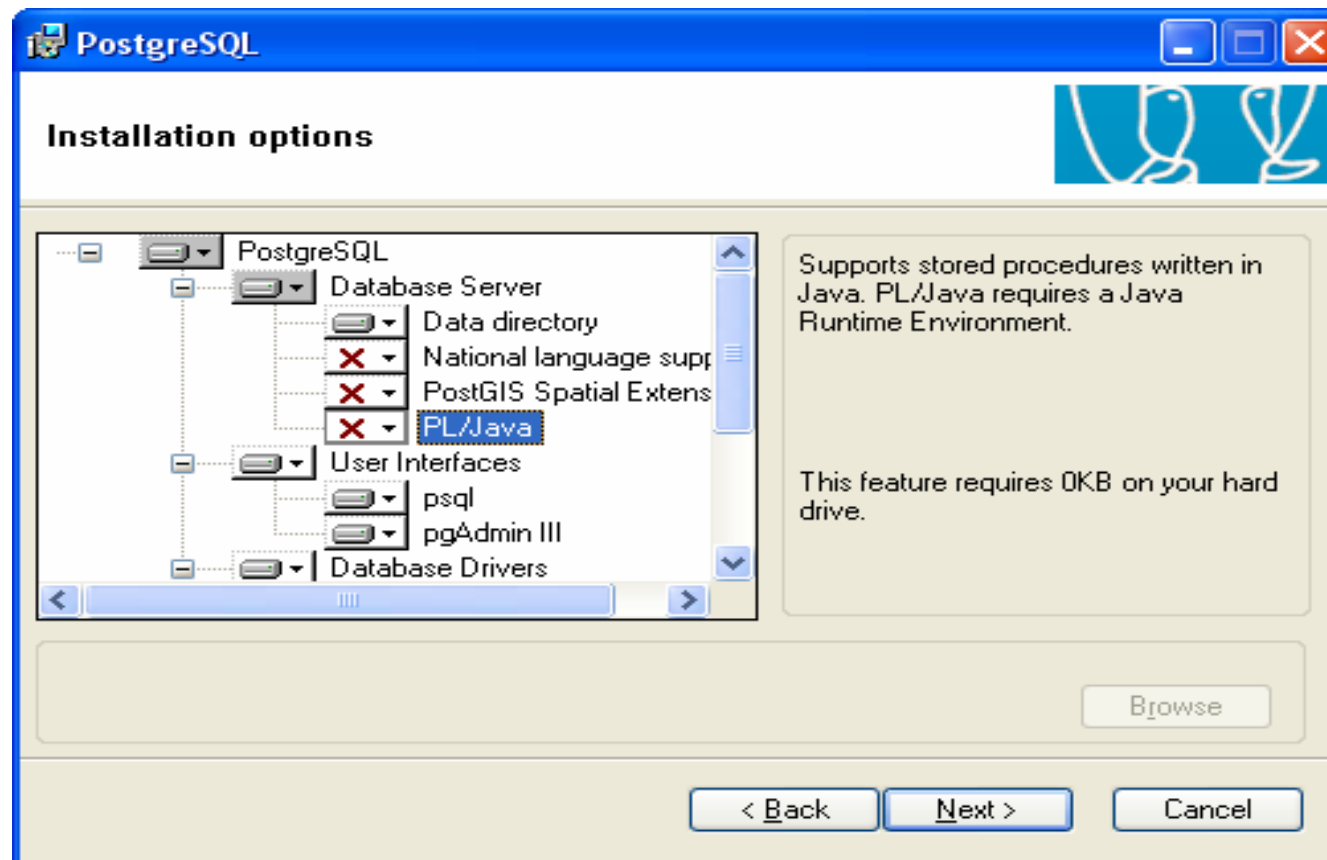 PostgreSQL
Installation options
PostgreSQL
Database Server
Data directory
National language supp
PostGIS Spatial Extens
PL/Java
User Interfaces
psql
pgAdmin III
Database Drivers
Supports stored procedures written in
Java. PL/Java requires a Java
Runtime Environment.
This feature requires 0KB on your hard
drive.
Browse
< Back
Next >
Cancel